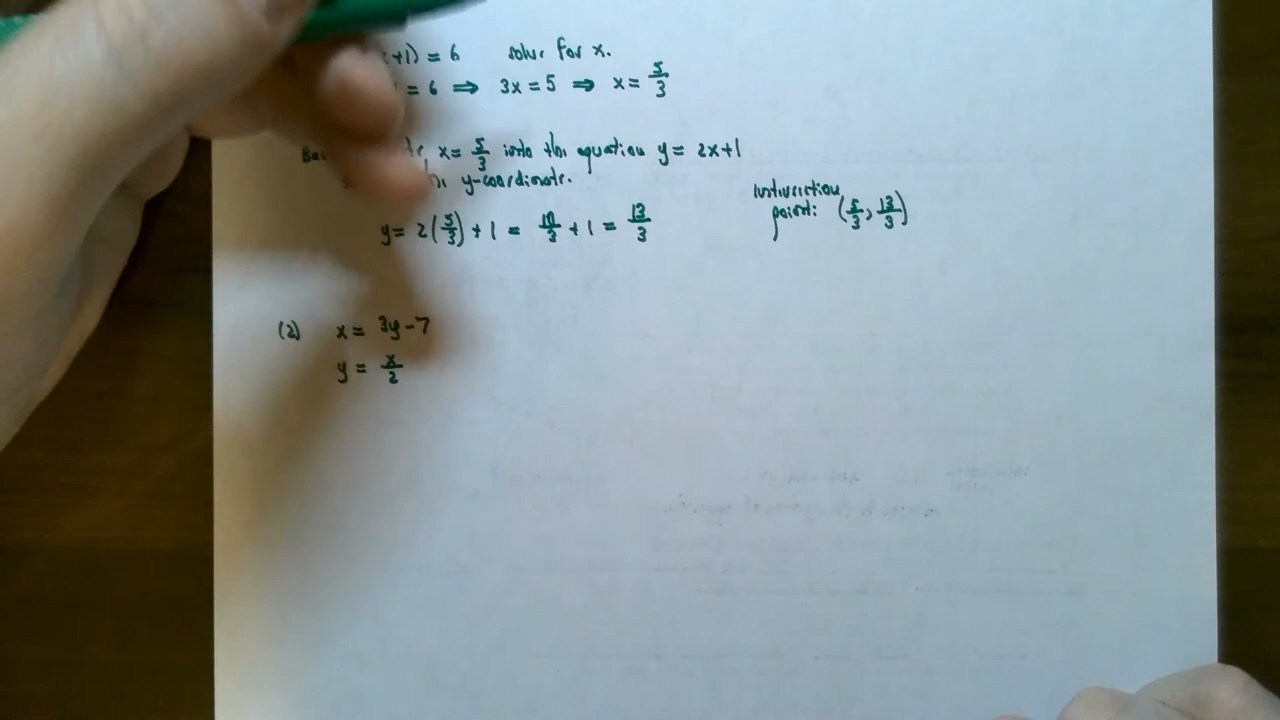 +1) = 6 solve for x.
= 6 ⇒ 3x = 5 ⇒ x = 5/3
x = 5/3 into the equation y = 2x+1
y-coordinate.
y = 2(5/3) + 1 = 10/3 + 1 = 13/3
intersection point: (5/3, 13/3)
(2) x = 3y - 7
y = x/2